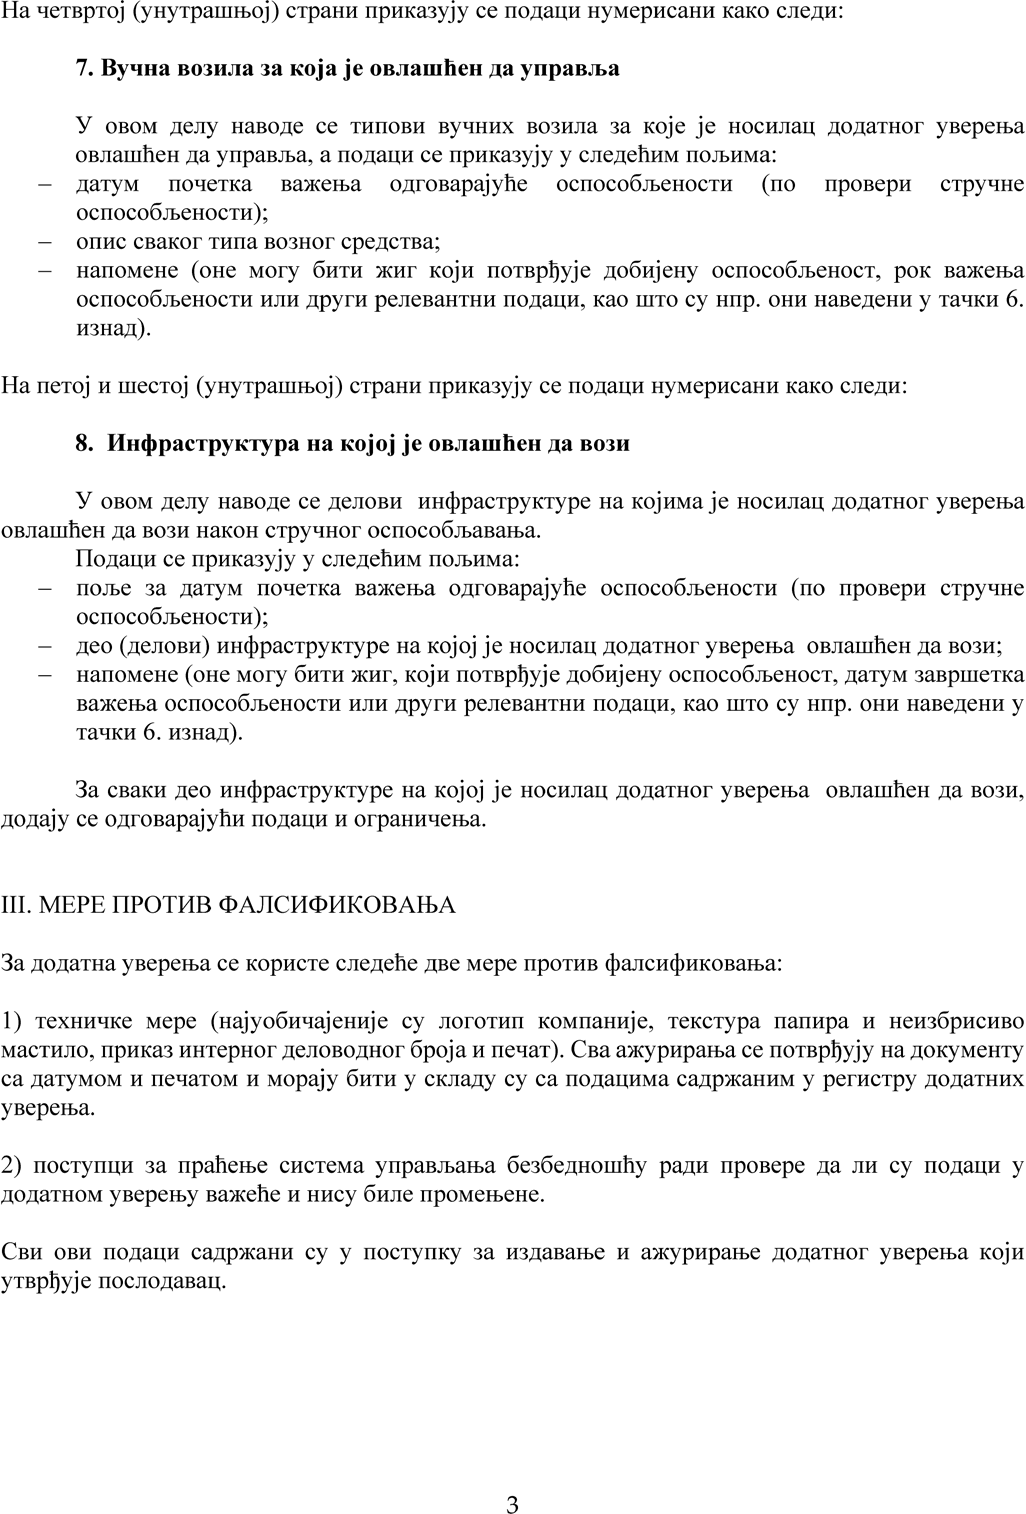 На четвртој (унутрашњој) страни приказују се подаци нумерисани како следи:
7. Вучна возила за која је овлашћен да управља
У овом делу наводе се типови вучних возила за које је носилац додатног уверења
овлашћен да управља, а подаци се приказују у следећим пољима:
– датум почетка важења одговарајуће оспособљености (по провери стручне
оспособљености);
– опис сваког типа возног средства;
– напомене (оне могу бити жиг који потврђује добијену оспособљеност, рок важења
оспособљености или други релевантни подаци, као што су нпр. они наведени у тачки 6.
изнад).
На петој и шестој (унутрашњој) страни приказују се подаци нумерисани како следи:
8. Инфраструктура на којој је овлашћен да вози
У овом делу наводе се делови инфраструктуре на којима је носилац додатног уверења
овлашћен да вози након стручног оспособљавања.
Подаци се приказују у следећим пољима:
– поље за датум почетка важења одговарајуће оспособљености (по провери стручне
оспособљености);
– део (делови) инфраструктуре на којој је носилац додатног уверења овлашћен да вози;
– напомене (оне могу бити жиг, који потврђује добијену оспособљеност, датум завршетка
важења оспособљености или други релевантни подаци, као што су нпр. они наведени у
тачки 6. изнад).
За сваки део инфраструктуре на којој је носилац додатног уверења овлашћен да вози,
додају се одговарајући подаци и ограничења.
III. МЕРЕ ПРОТИВ ФАЛСИФИКОВАЊА
За додатна уверења се користе следеће две мере против фалсификовања:
1) техничке мере (најуобичајеније су логотип компаније, текстура папира и неизбрисиво
мастило, приказ интерног деловодног броја и печат). Сва ажурирања се потврђују на документу
са датумом и печатом и морају бити у складу су са подацима садржаним у регистру додатних
уверења.
2) поступци за праћење система управљања безбедношћу ради провере да ли су подаци у
додатном уверењу важеће и нису биле промењене.
Сви ови подаци садржани су у поступку за издавање и ажурирање додатног уверења који
утврђује послодавац.
3